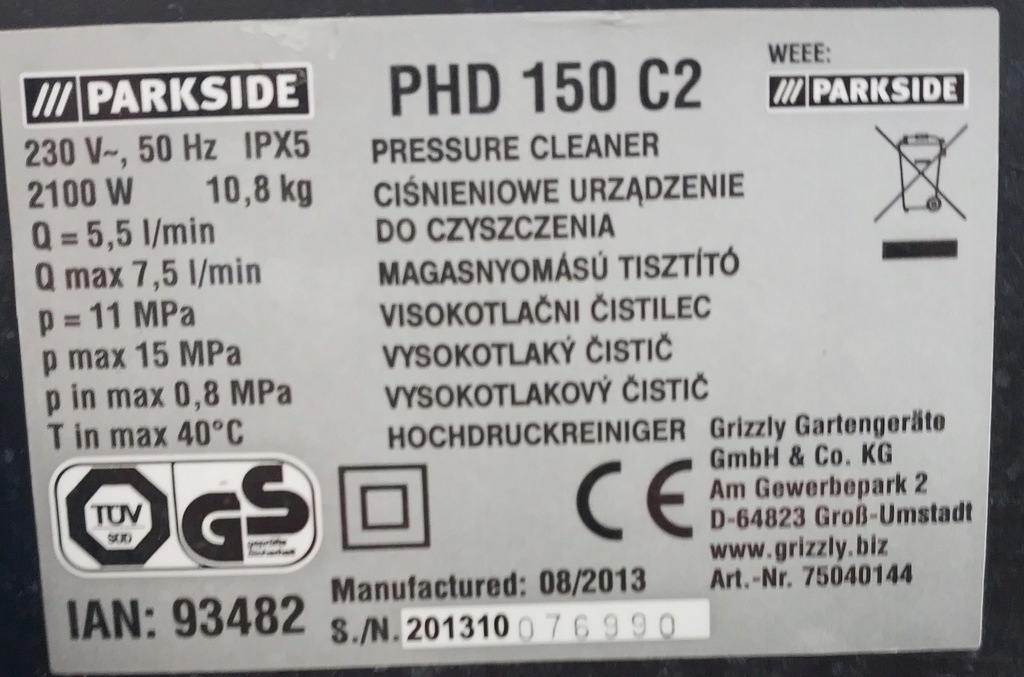 PARKSIDE
230 V~, 50 Hz IPX5
2100 W 10,8 kg
Q = 5,5 l/min
Q max 7,5 l/min
p = 11 MPa
p max 15 MPa
p in max 0,8 MPa
T in max 40°C
PHD 150 C2
PRESSURE CLEANER
CIŚNIENIOWE URZĄDZENIE
DO CZYSZCZENIA
MAGASNYOMÁSÚ TISZTÍTÓ
VISOKOTLAČNI ČISTILEC
VYSOKOTLAKÝ ČISTIČ
VYSOKOTLAKOVÝ ČISTIČ
HOCHDRUCKREINIGER
WEEE:
PARKSIDE
Grizzly Gartengeräte
GmbH & Co. KG
Am Gewerbepark 2
D-64823 Groß-Umstadt
www.grizzly.biz
Art.-Nr. 75040144
TÜV
SÜD
GS
geprüfte
Sicherheit
CE
Manufactured: 08/2013
IAN: 93482
S./N. 201310 076990